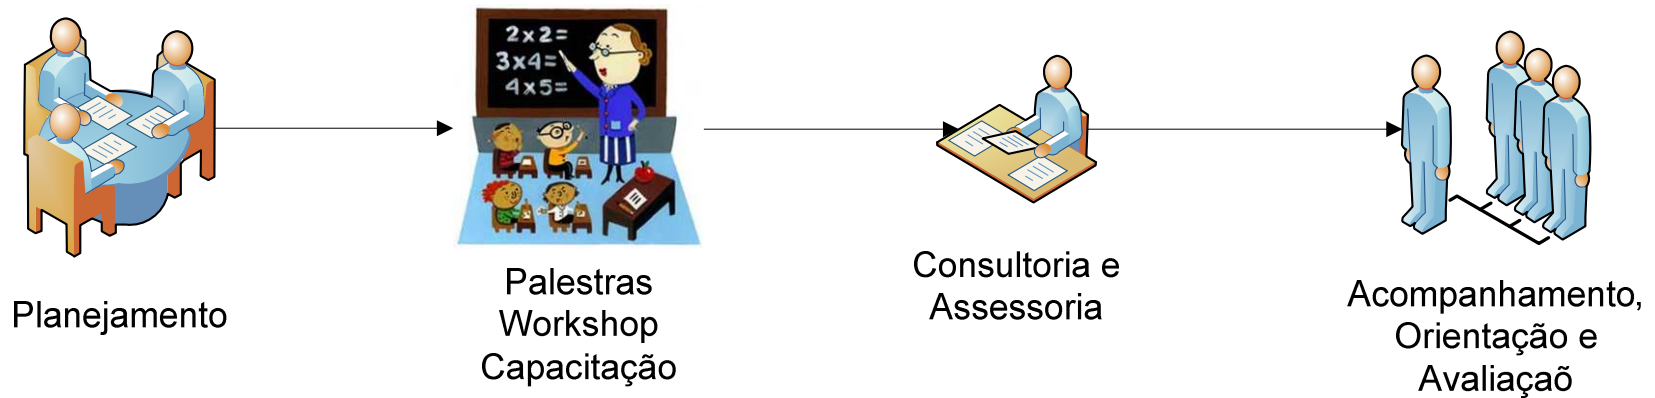 2x2=
3x4=
4x5=
Planejamento
Palestras
Workshop
Capacitação
Consultoria e
Assessoria
Acompanhamento,
Orientação e
Avaliaçaõ